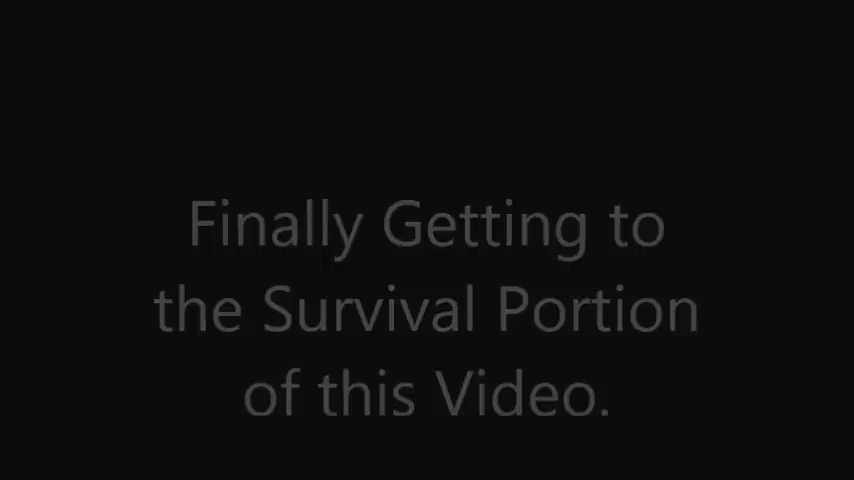 Finally Getting to
the Survival Portion
of this Video.